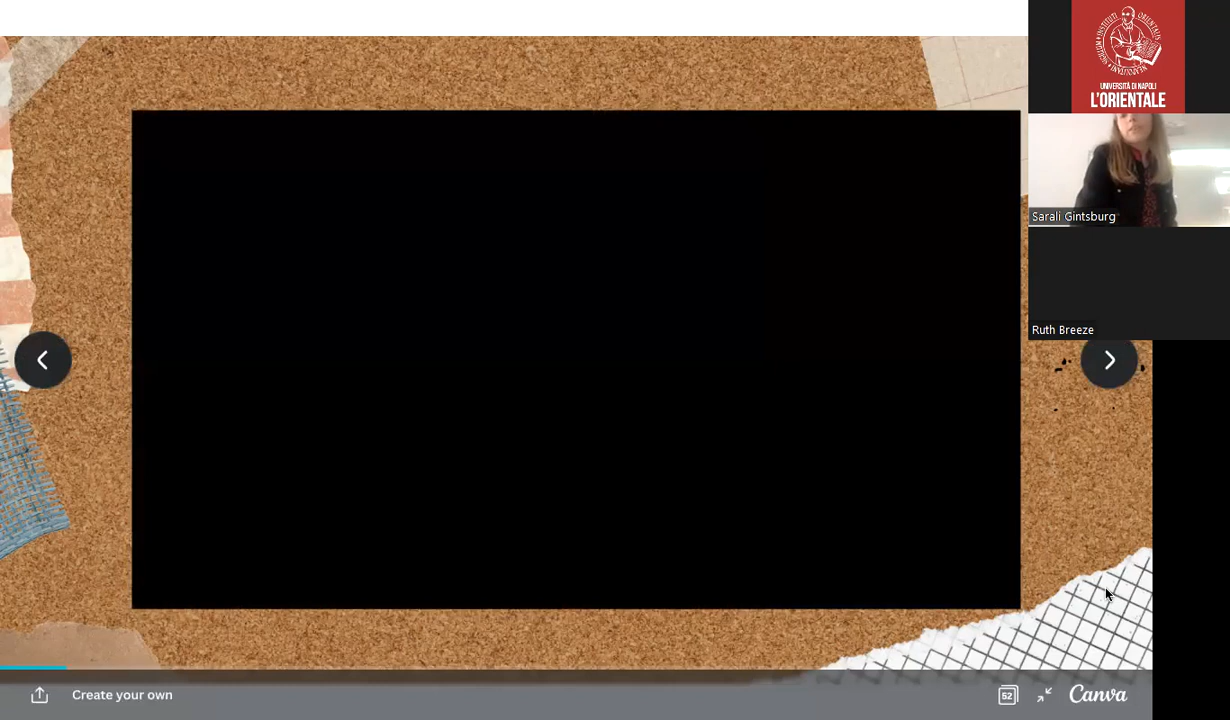 UNIVERSITÀ DI NAPOLI
L'ORIENTALE
Sarali Gintsburg
Ruth Breeze
Create your own
52
Canva